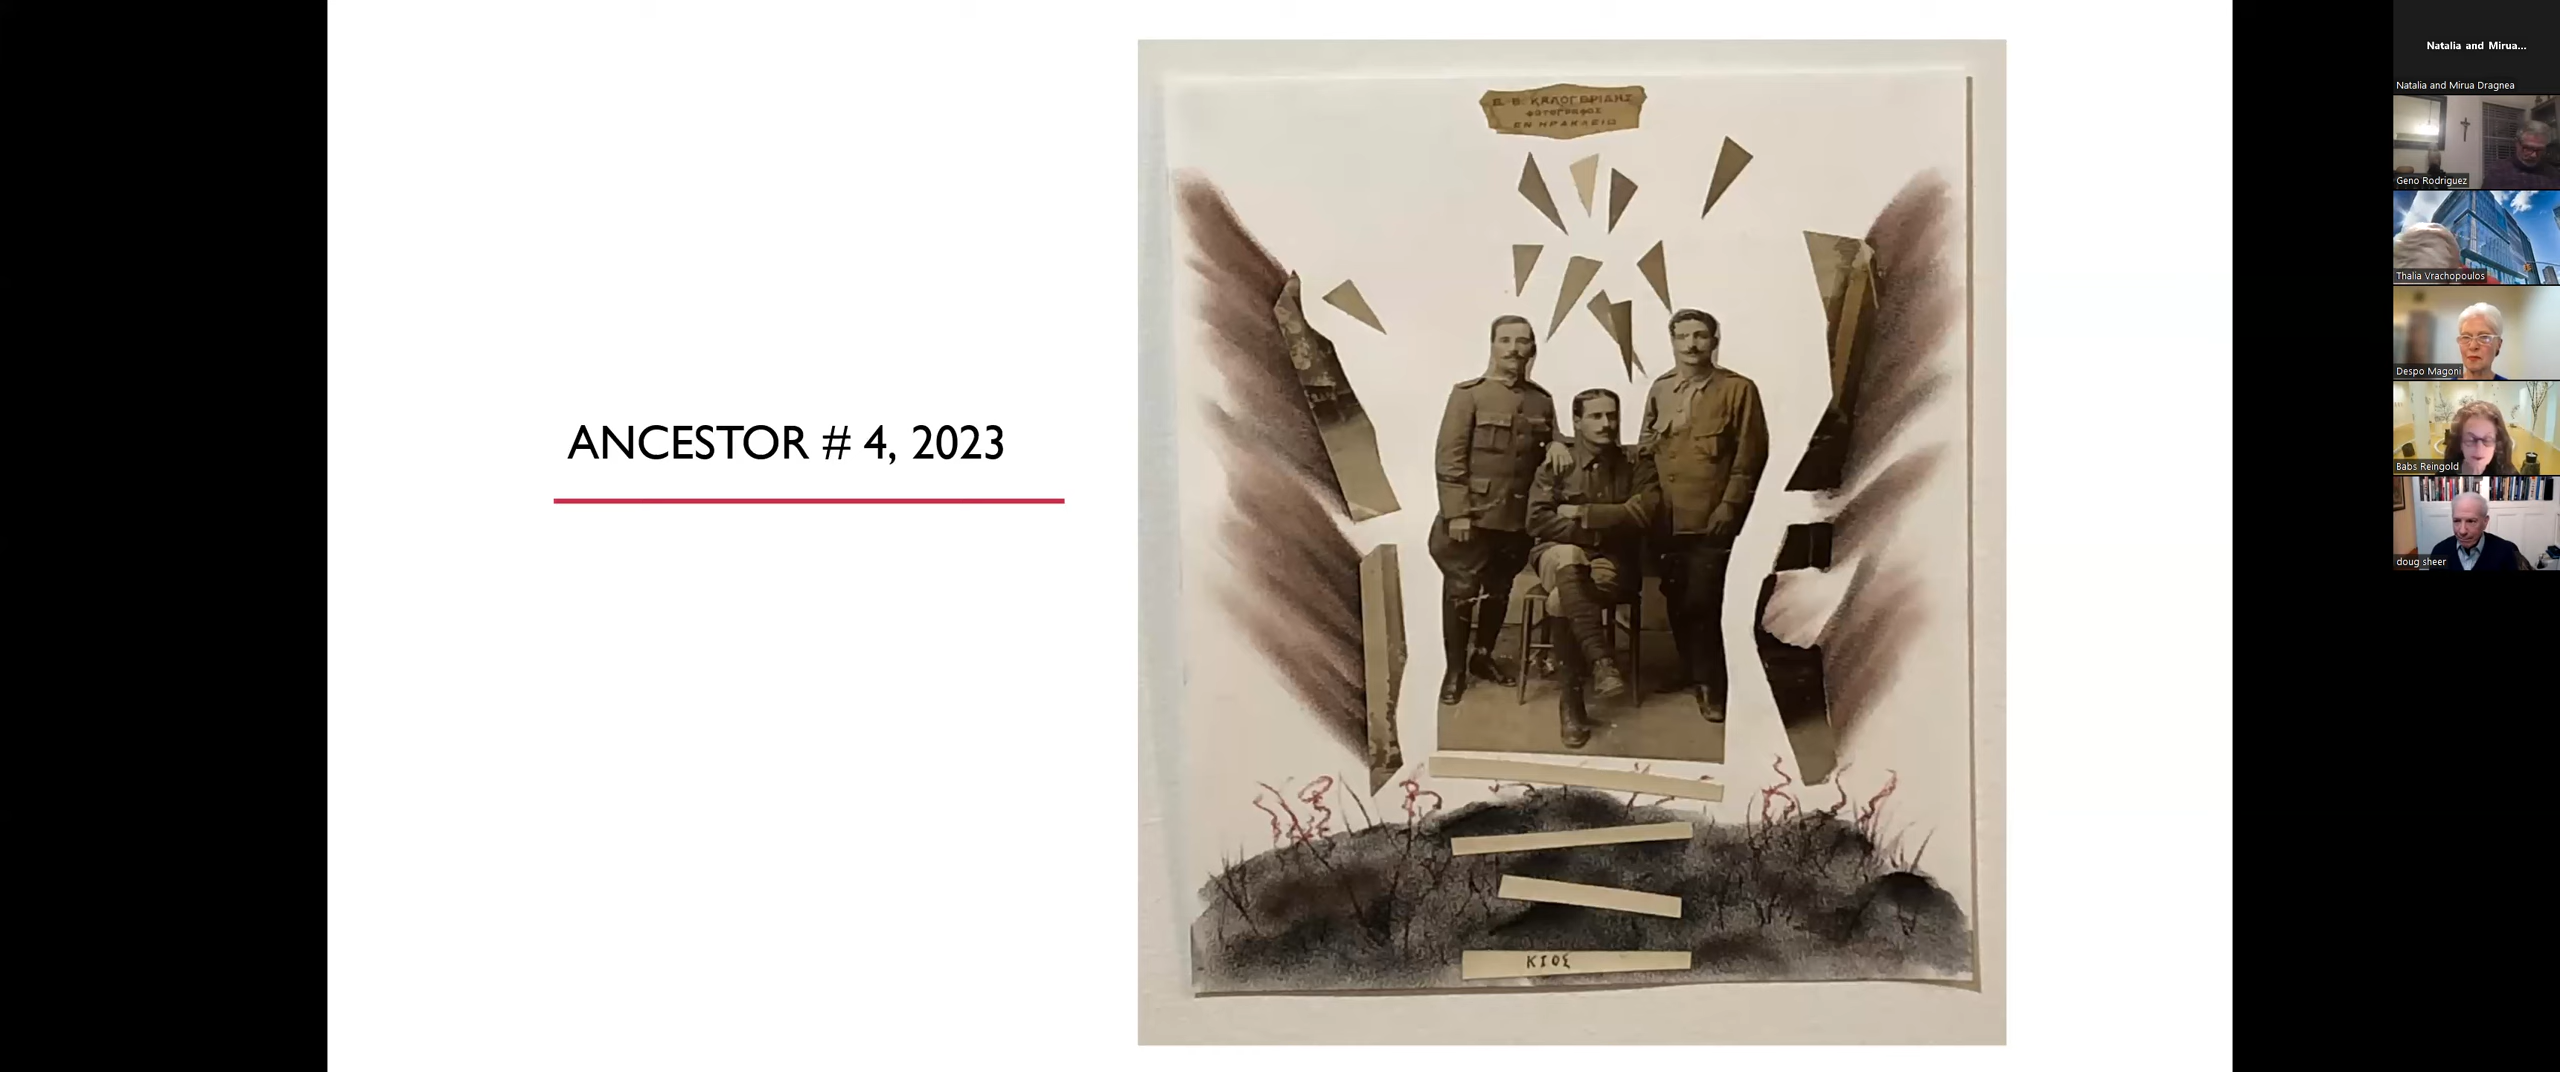 ANCESTOR # 4, 2023
Β. ΚΑΛΟΓΕΡΙΔΗΣ
ΦΩΤΟΓΡΑΦΟΣ
ΕΝ ΗΡΑΚΛΕΙΩ
ΚΙΟΣ
Natalia and Mirua...
Natalia and Mirua Dragnea
Geno Rodriguez
Thalia Vrachopoulos
Despo Magoni
Babs Reingold
doug sheer